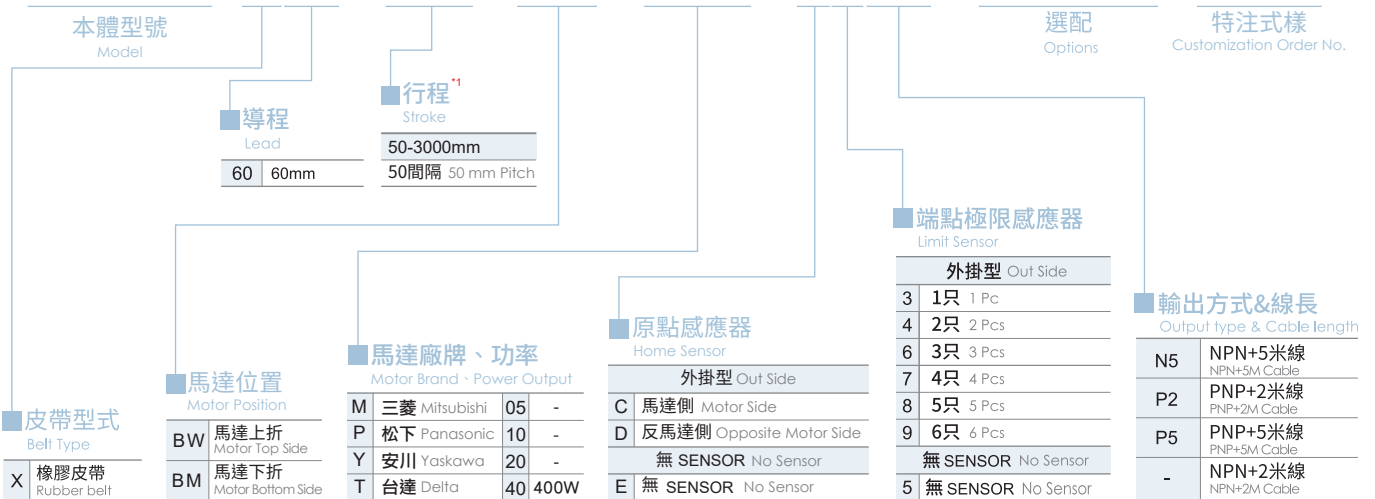 本體型號
Model
選配
Options
特注式樣
Customization Order No.
導程
Lead
60 60mm
行程*1
Stroke
50-3000mm
50間隔 50 mm Pitch
皮帶型式
Belt Type
X 橡膠皮帶
Rubber belt
馬達位置
Motor Position
BW 馬達上折
Motor Top Side
BM 馬達下折
Motor Bottom Side
馬達廠牌、功率
Motor Brand、Power Output
M 三菱 Mitsubishi 05 -
P 松下 Panasonic 10 -
Y 安川 Yaskawa 20 -
T 台達 Delta 40 400W
原點感應器
Home Sensor
外掛型 Out Side
C 馬達側 Motor Side
D 反馬達側 Opposite Motor Side
無 SENSOR No Sensor
E 無 SENSOR No Sensor
端點極限感應器
Limit Sensor
外掛型 Out Side
3 1只 1 Pc
4 2只 2 Pcs
6 3只 3 Pcs
7 4只 4 Pcs
8 5只 5 Pcs
9 6只 6 Pcs
無 SENSOR No Sensor
5 無 SENSOR No Sensor
輸出方式&線長
Output type & Cable length
N5 NPN+5米線
NPN+5M Cable
P2 PNP+2米線
PNP+2M Cable
P5 PNP+5米線
PNP+5M Cable
- NPN+2米線
NPN+2M Cable